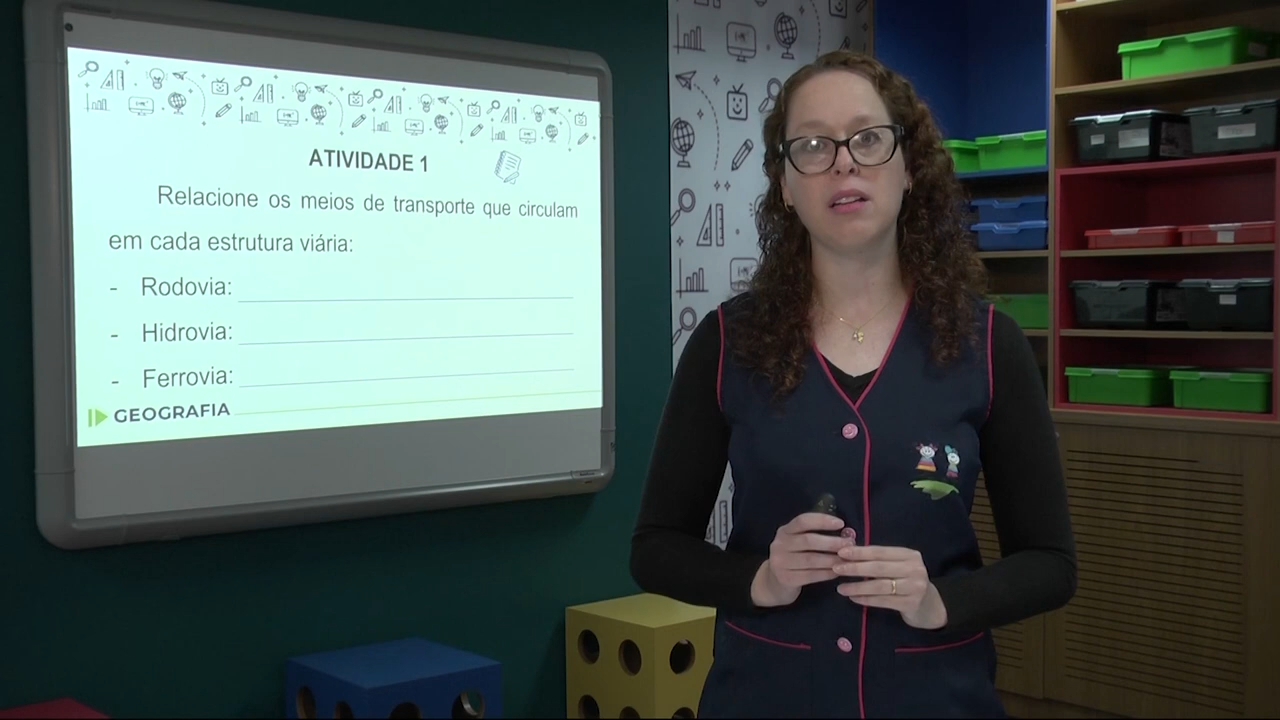 ATIVIDADE 1
Relacione os meios de transporte que circulam
em cada estrutura viária:
- Rodovia:
- Hidrovia:
- Ferrovia:
GEOGRAFIA